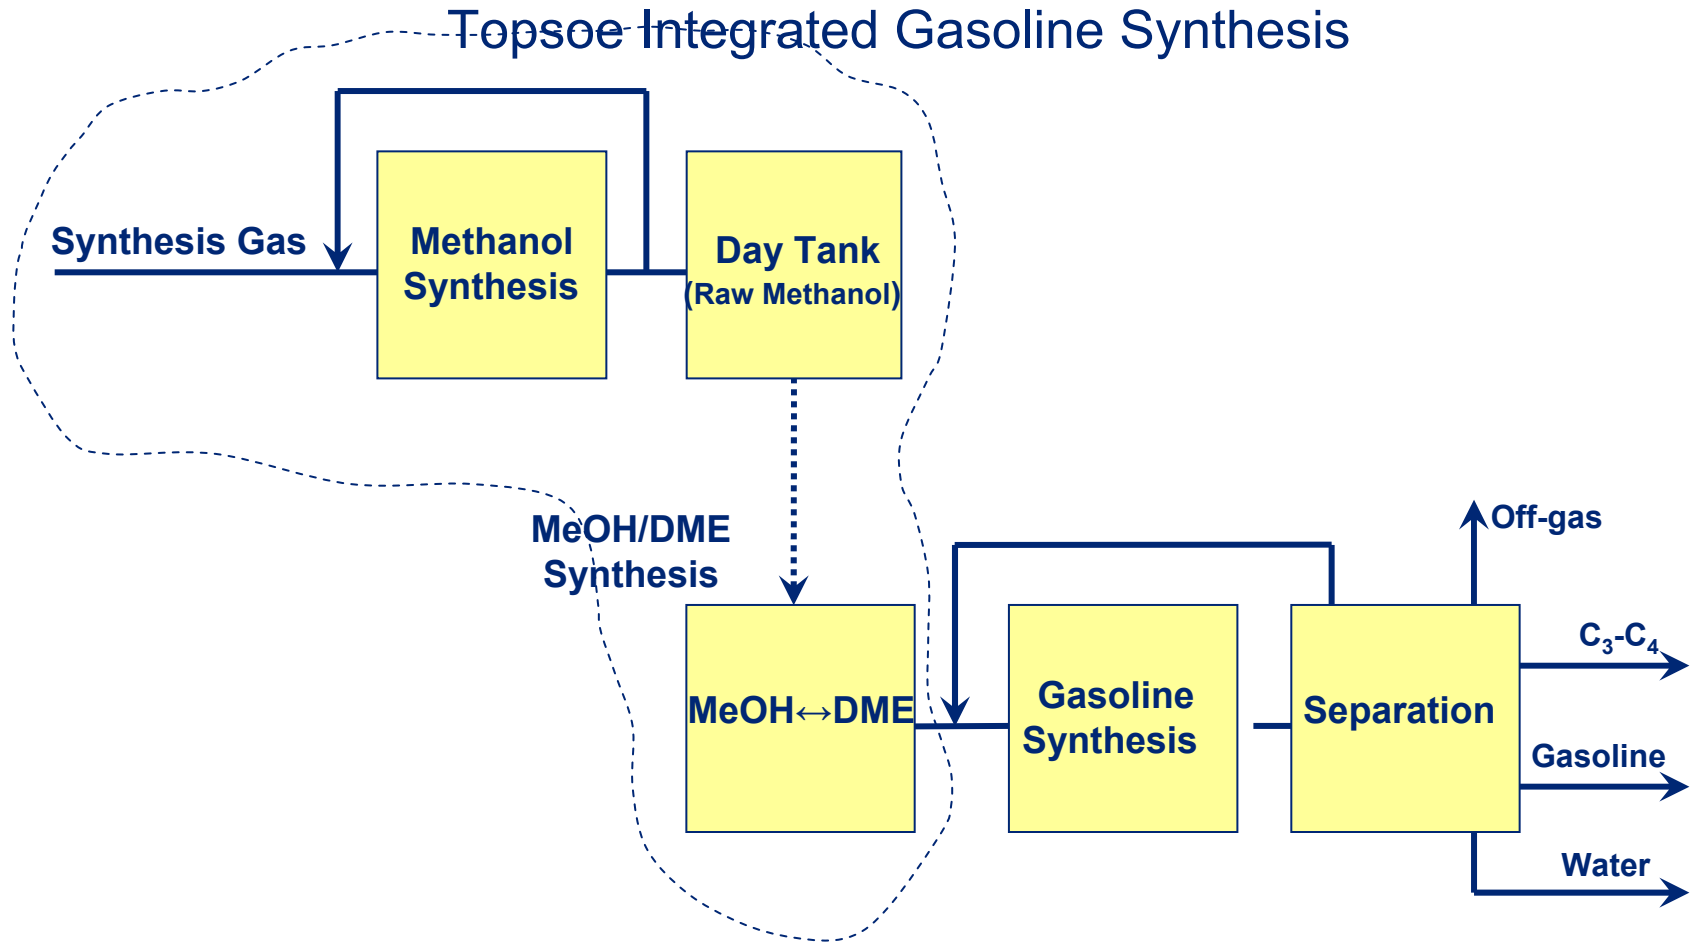 Topsoe Integrated Gasoline Synthesis
Synthesis Gas
Methanol
Synthesis
Day Tank
(Raw Methanol)
MeOH/DME
Synthesis
MeOH↔DME
Gasoline
Synthesis
Separation
Off-gas
C₃-C₄
Gasoline
Water